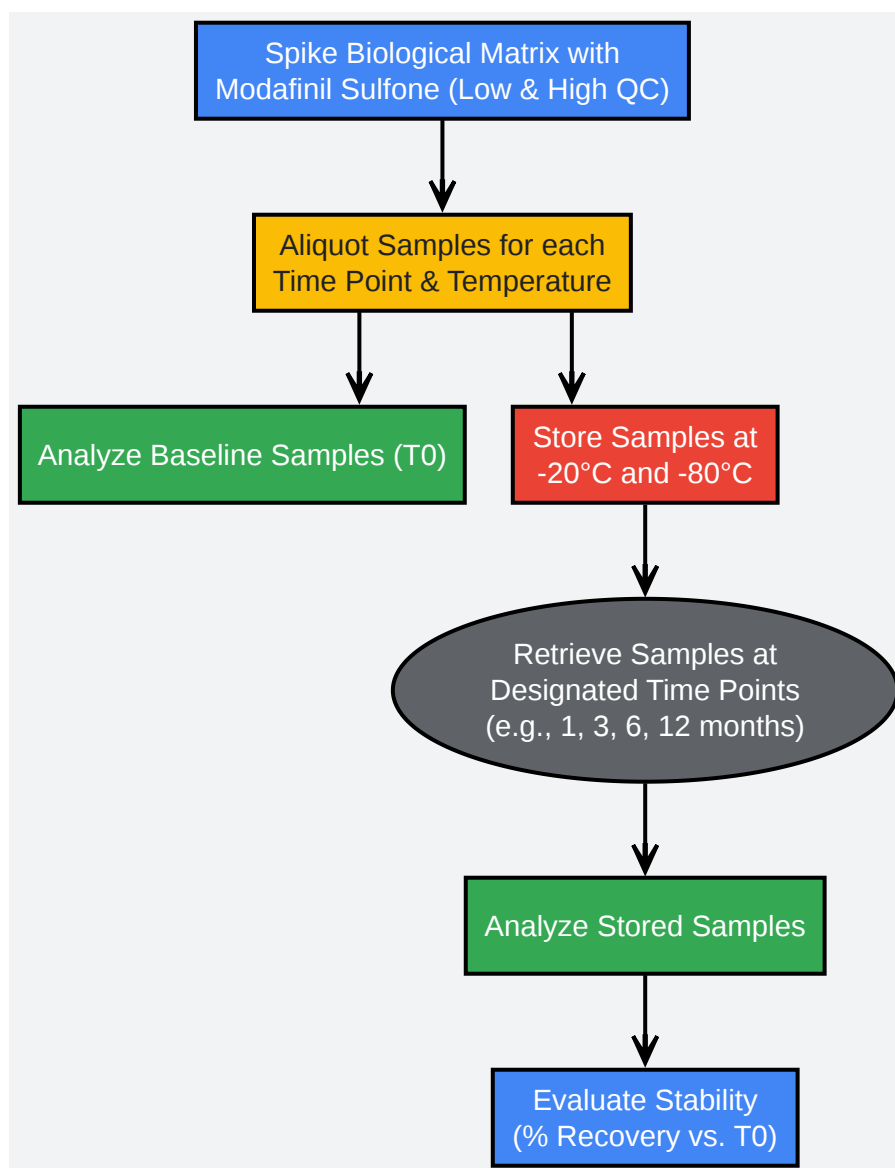 Spike Biological Matrix with
Modafinil Sulfone (Low & High QC)
Aliquot Samples for each
Time Point & Temperature
Analyze Baseline Samples (T0)
Store Samples at
-20°C and -80°C
Retrieve Samples at
Designated Time Points
(e.g., 1, 3, 6, 12 months)
Analyze Stored Samples
Evaluate Stability
(% Recovery vs. T0)